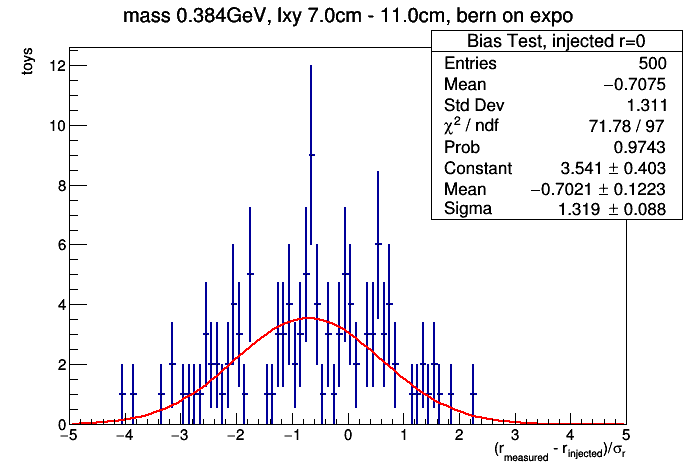 mass 0.384GeV, lxy 7.0cm - 11.0cm, bern on expo
toys
Bias Test, injected r=0
Entries 500
Mean −0.7075
Std Dev 1.311
χ² / ndf 71.78 / 97
Prob 0.9743
Constant 3.541 ± 0.403
Mean −0.7021 ± 0.1223
Sigma 1.319 ± 0.088
12
10
8
6
4
2
0
−5 −4 −3 −2 −1 0 1 2 3 4 5
(r_measured - r_injected)/σ_r